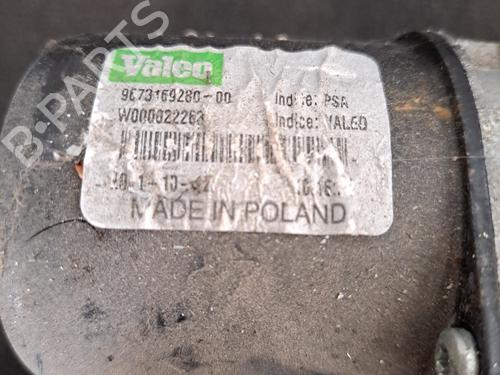 Valeo
9673169280-00 Indice: PSA
W000022263 Indice: VALEO
MADE IN POLAND
B-PARTS